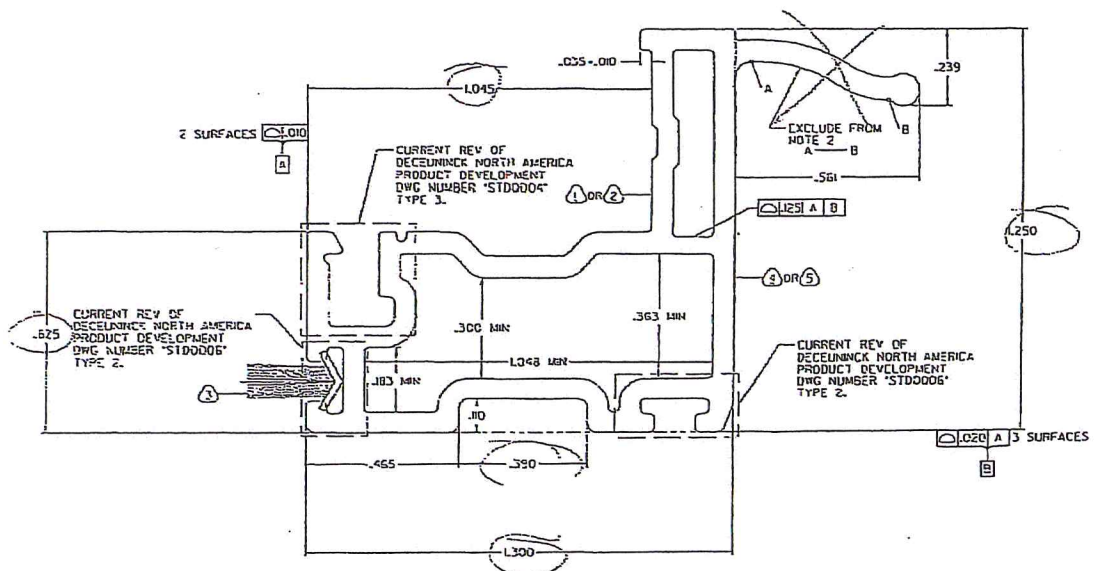 1.045
.035-.010
.239
2 SURFACES .010
A
CURRENT REV OF
DECEUNINCK NORTH AMERICA
PRODUCT DEVELOPMENT
DWG NUMBER "STD0004"
TYPE 3.
A
EXCLUDE FROM
NOTE 2
A — B
B
.561
1 OR 2
.125 A B
1.250
4 OR 5
.625
CURRENT REV OF
DECEUNINCK NORTH AMERICA
PRODUCT DEVELOPMENT
DWG NUMBER "STD0006"
TYPE 2.
.300 MIN
.363 MIN
1.048 MIN
.183 MIN
3
.110
CURRENT REV OF
DECEUNINCK NORTH AMERICA
PRODUCT DEVELOPMENT
DWG NUMBER "STD0006"
TYPE 2.
.020 A 3 SURFACES
B
.465
.390
1.300